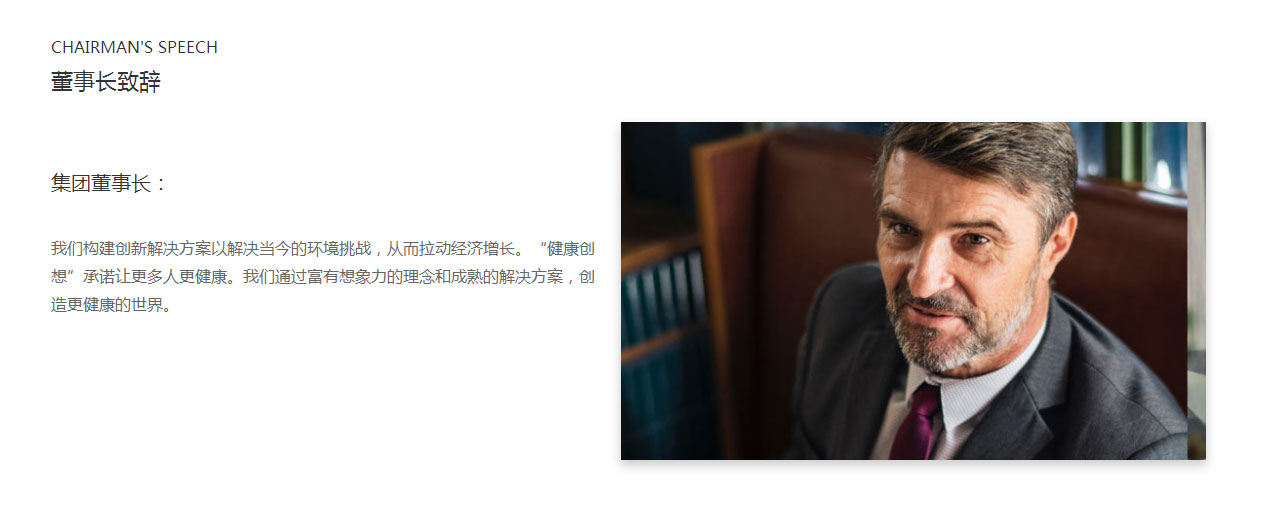 CHAIRMAN'S SPEECH
董事长致辞
集团董事长：
我们构建创新解决方案以解决当今的环境挑战，从而拉动经济增长。“健康创
想”承诺让更多人更健康。我们通过富有想象力的理念和成熟的解决方案，创
造更健康的世界。